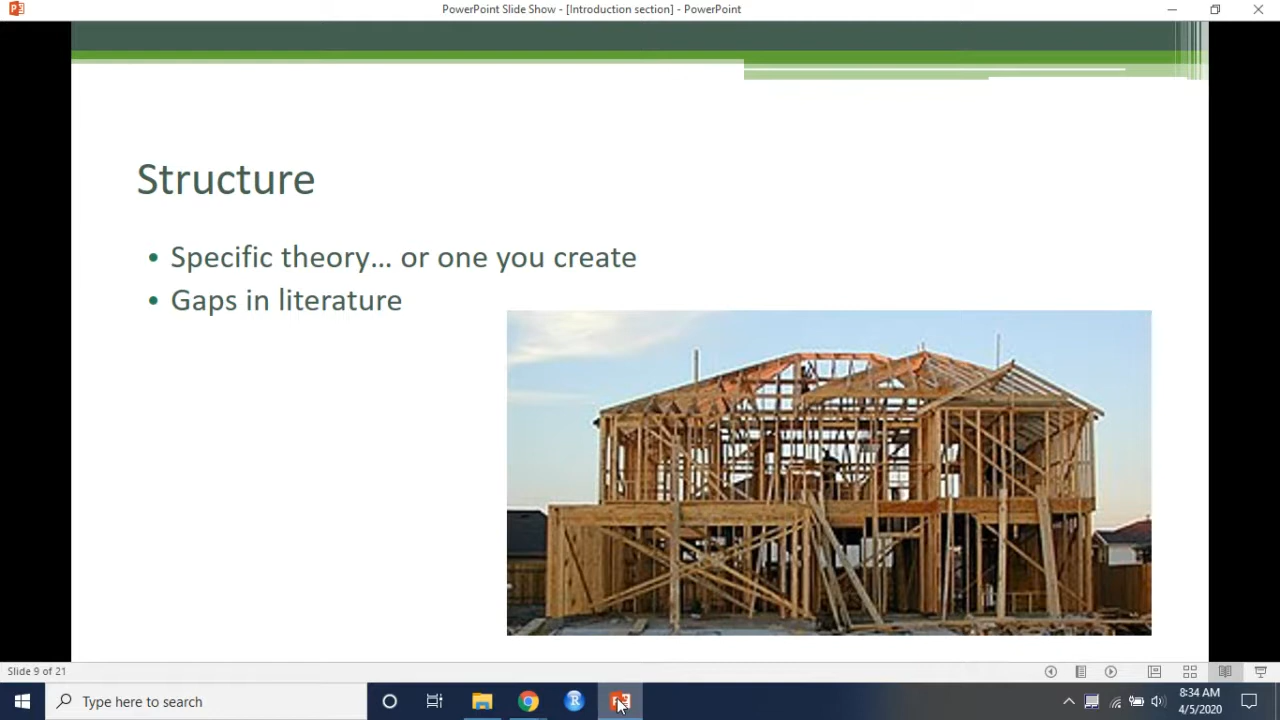 PowerPoint Slide Show - [Introduction section] - PowerPoint
Structure
• Specific theory... or one you create
• Gaps in literature
Slide 9 of 21
Type here to search
8:34 AM
4/5/2020